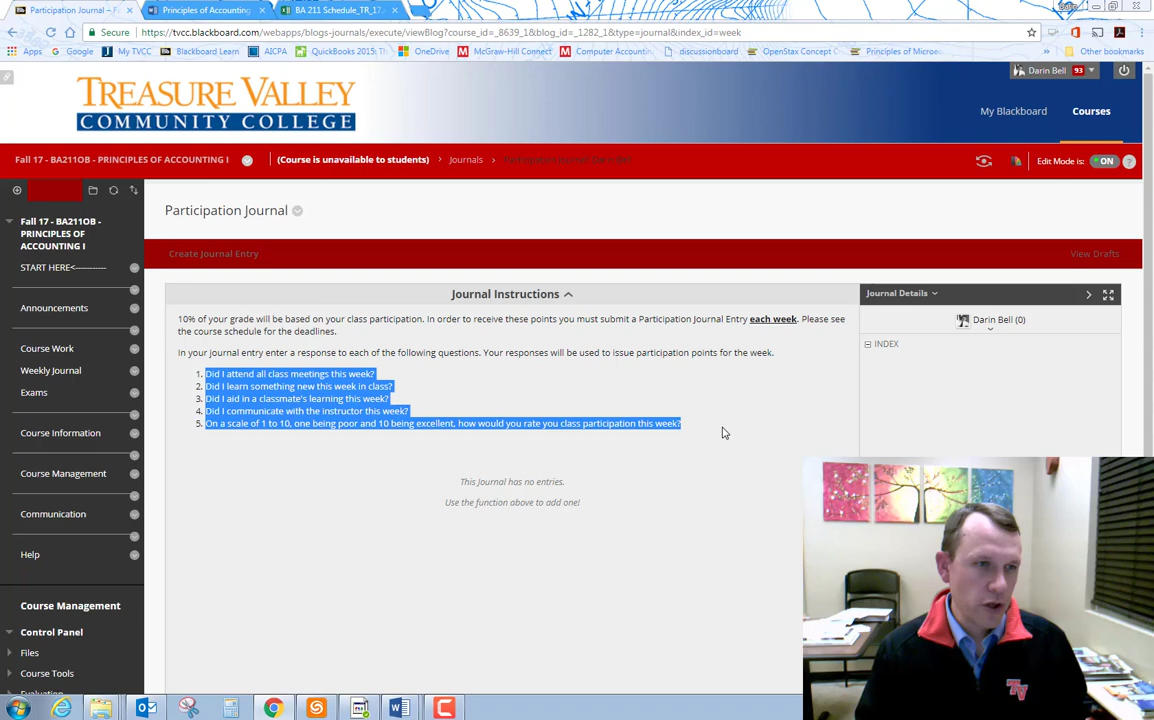 Participation Journal – F
Principles of Accounting
BA 211 Schedule_TR_17
Secure
https://tvcc.blackboard.com/webapps/blogs-journals/execute/viewBlog?course_id=_8639_1&blog_id=_1282_1&type=journal&index_id=week
Apps
Google
My TVCC
Blackboard Learn
AICPA
QuickBooks 2015: Th
OneDrive
McGraw-Hill Connect
Computer Accountin
discussionboard
OpenStax Concept C
Principles of Microe
Other bookmarks
TREASURE VALLEY
COMMUNITY COLLEGE
Darin Bell 93
My Blackboard
Courses
Fall 17 - BA211OB - PRINCIPLES OF ACCOUNTING I
(Course is unavailable to students)
Journals
Participation Journal: Darin Bell
Edit Mode is: ON ?
Fall 17 - BA211OB -
PRINCIPLES OF
ACCOUNTING I
START HERE<-----------
Announcements
Course Work
Weekly Journal
Exams
Course Information
Course Management
Communication
Help
Course Management
Control Panel
Files
Course Tools
Evaluation
Participation Journal
Create Journal Entry
View Drafts
Journal Instructions
10% of your grade will be based on your class participation. In order to receive these points you must submit a Participation Journal Entry each week. Please see
the course schedule for the deadlines.
In your journal entry enter a response to each of the following questions. Your responses will be used to issue participation points for the week.
1. Did I attend all class meetings this week?
2. Did I learn something new this week in class?
3. Did I aid in a classmate's learning this week?
4. Did I communicate with the instructor this week?
5. On a scale of 1 to 10, one being poor and 10 being excellent, how would you rate you class participation this week?
This Journal has no entries.
Use the function above to add one!
Journal Details
Darin Bell (0)
INDEX
TV